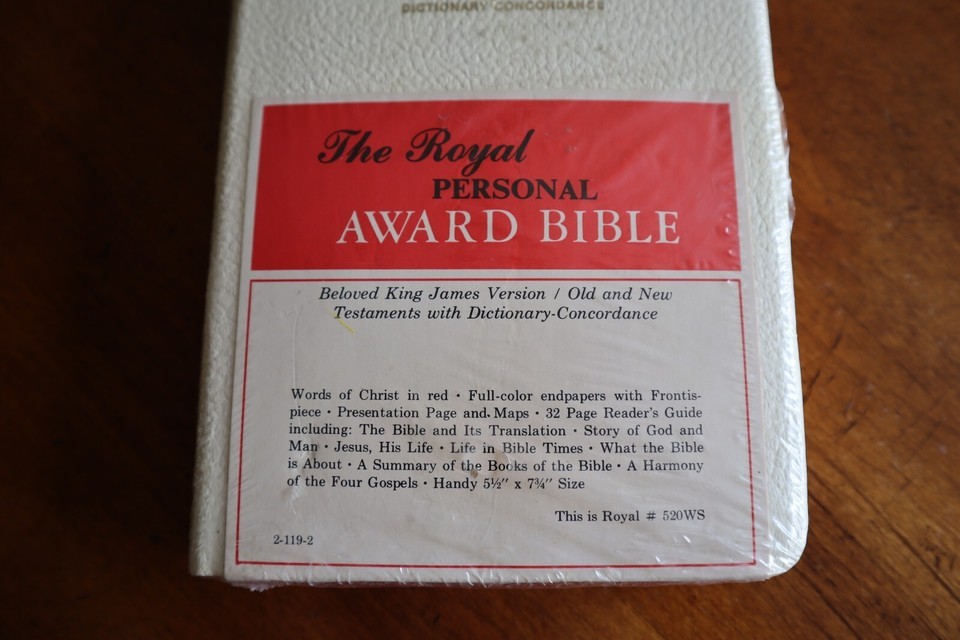 DICTIONARY CONCORDANCE
The Royal
PERSONAL
AWARD BIBLE
Beloved King James Version / Old and New
Testaments with Dictionary-Concordance
Words of Christ in red • Full-color endpapers with Frontis-
piece • Presentation Page and Maps • 32 Page Reader's Guide
including: The Bible and Its Translation • Story of God and
Man • Jesus, His Life • Life in Bible Times • What the Bible
is About • A Summary of the Books of the Bible • A Harmony
of the Four Gospels • Handy 5½" x 7¾" Size
This is Royal # 520WS
2-119-2